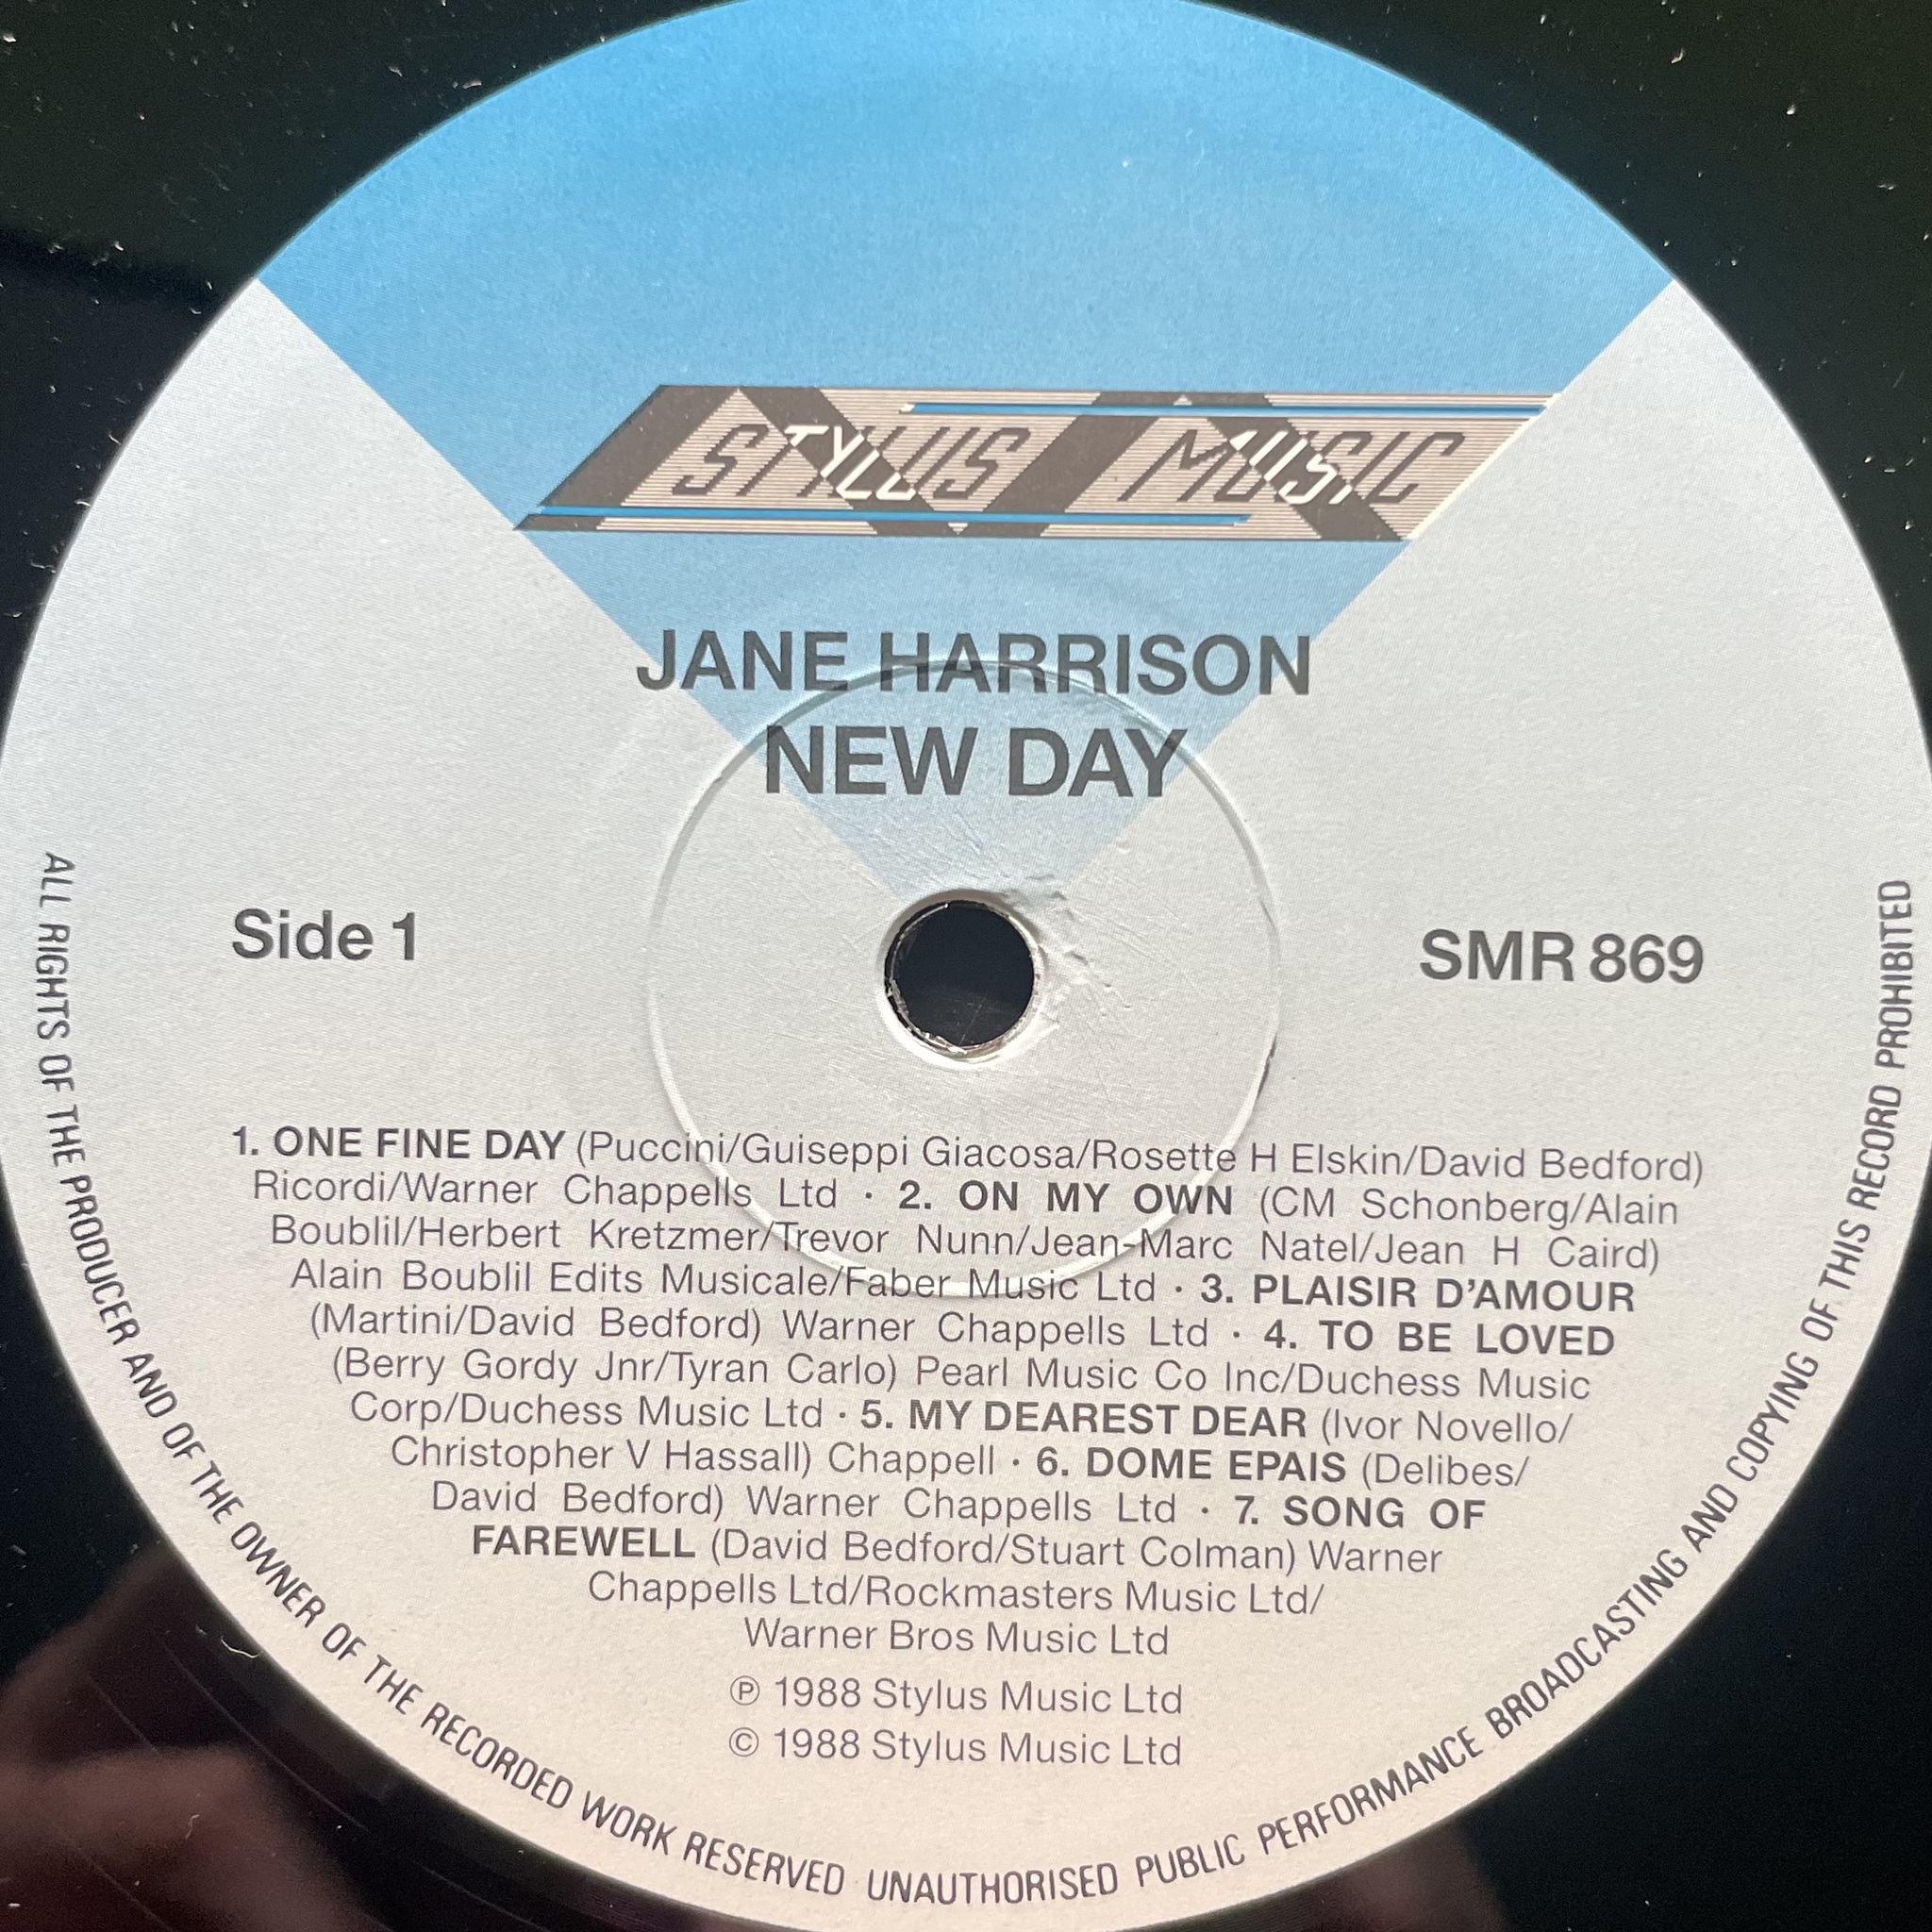 STYLUS MUSIC
JANE HARRISON
NEW DAY
Side 1
SMR 869
1. ONE FINE DAY (Puccini/Guiseppi Giacosa/Rosette H Elskin/David Bedford)
Ricordi/Warner Chappells Ltd · 2. ON MY OWN (CM Schonberg/Alain
Boublil/Herbert Kretzmer/Trevor Nunn/Jean-Marc Natel/Jean H Caird)
Alain Boublil Edits Musicale/Faber Music Ltd · 3. PLAISIR D'AMOUR
(Martini/David Bedford) Warner Chappells Ltd · 4. TO BE LOVED
(Berry Gordy Jnr/Tyran Carlo) Pearl Music Co Inc/Duchess Music
Corp/Duchess Music Ltd · 5. MY DEAREST DEAR (Ivor Novello/
Christopher V Hassall) Chappell · 6. DOME EPAIS (Delibes/
David Bedford) Warner Chappells Ltd · 7. SONG OF
FAREWELL (David Bedford/Stuart Colman) Warner
Chappells Ltd/Rockmasters Music Ltd/
Warner Bros Music Ltd
℗ 1988 Stylus Music Ltd
© 1988 Stylus Music Ltd
ALL RIGHTS OF THE PRODUCER AND OF THE OWNER OF THE RECORDED WORK RESERVED UNAUTHORISED PUBLIC PERFORMANCE BROADCASTING AND COPYING OF THIS RECORD PROHIBITED